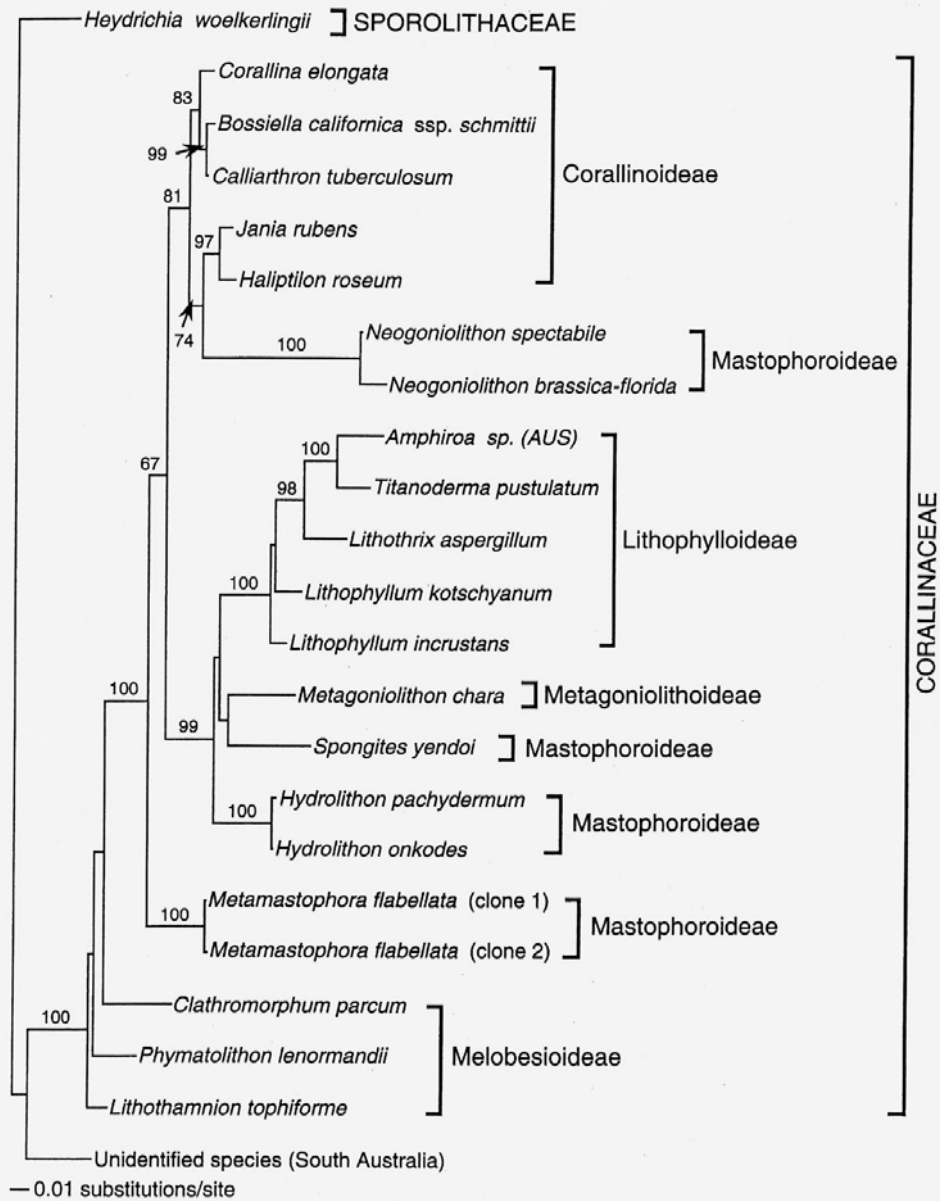 Heydrichia woelkerlingii SPOROLITHACEAE
Corallina elongata
83
Bossiella californica ssp. schmittii
99
Calliarthron tuberculosum
Corallinoideae
81
Jania rubens
97
Haliptilon roseum
74
Neogoniolithon spectabile
100
Mastophoroideae
Neogoniolithon brassica-florida
Amphiroa sp. (AUS)
100
67
98
Titanoderma pustulatum
Lithothrix aspergillum
Lithophylloideae
100
Lithophyllum kotschyanum
Lithophyllum incrustans
CORALLINACEAE
100
Metagoniolithon chara Metagoniolithoideae
99
Spongites yendoi Mastophoroideae
Hydrolithon pachydermum
100
Mastophoroideae
Hydrolithon onkodes
Metamastophora flabellata (clone 1)
100
Mastophoroideae
Metamastophora flabellata (clone 2)
Clathromorphum parcum
100
Phymatolithon lenormandii
Melobesioideae
Lithothamnion tophiforme
Unidentified species (South Australia)
0.01 substitutions/site